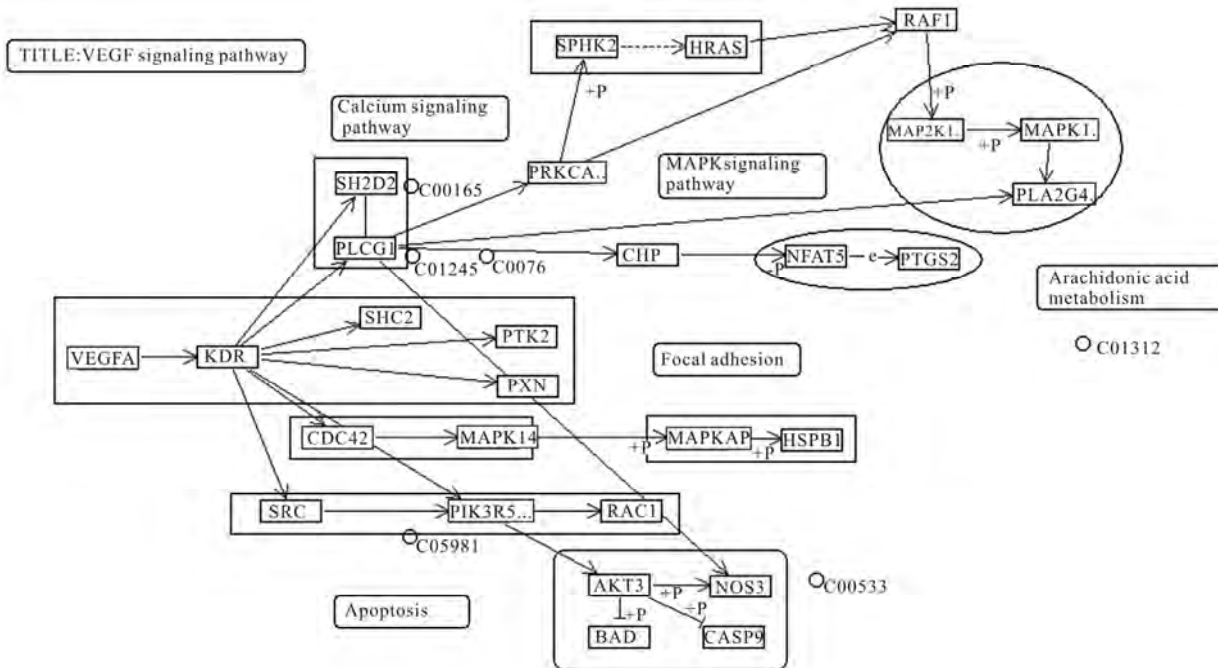 TITLE:VEGF signaling pathway
SPHK2
HRAS
RAF1
+P
+P
Calcium signaling
pathway
MAP2K1.
MAPK1.
+P
MAPKsignaling
pathway
PRKCA..
SH2D2
C00165
PLA2G4.
PLCG1
C01245
C0076
CHP
NFAT5
e
PTGS2
-P
Arachidonic acid
metabolism
C01312
SHC2
PTK2
VEGFA
KDR
Focal adhesion
PXN
CDC42
MAPK14
+P
MAPKAP
+P
HSPB1
SRC
PIK3R5...
RAC1
C05981
AKT3
+P
NOS3
C00533
+P
+P
Apoptosis
BAD
CASP9